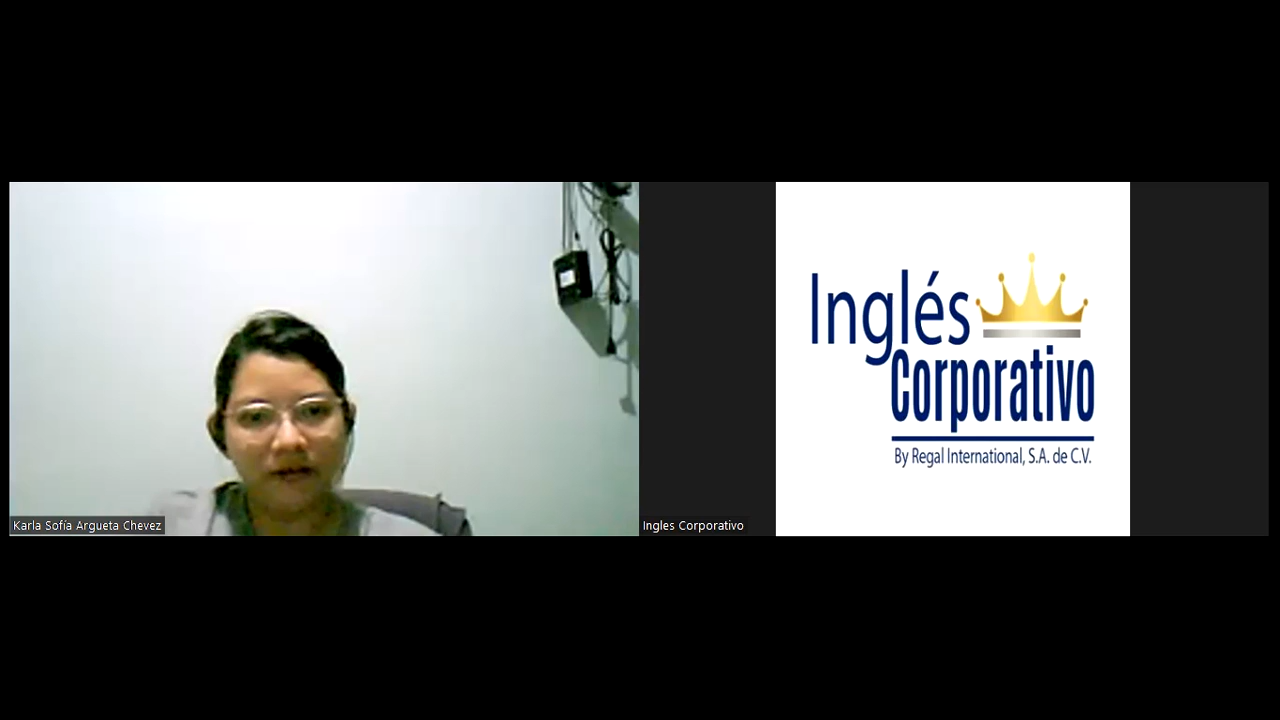 Inglés
Corporativo
By Regal International, S.A. de C.V.
Karla Sofía Argueta Chevez
Ingles Corporativo